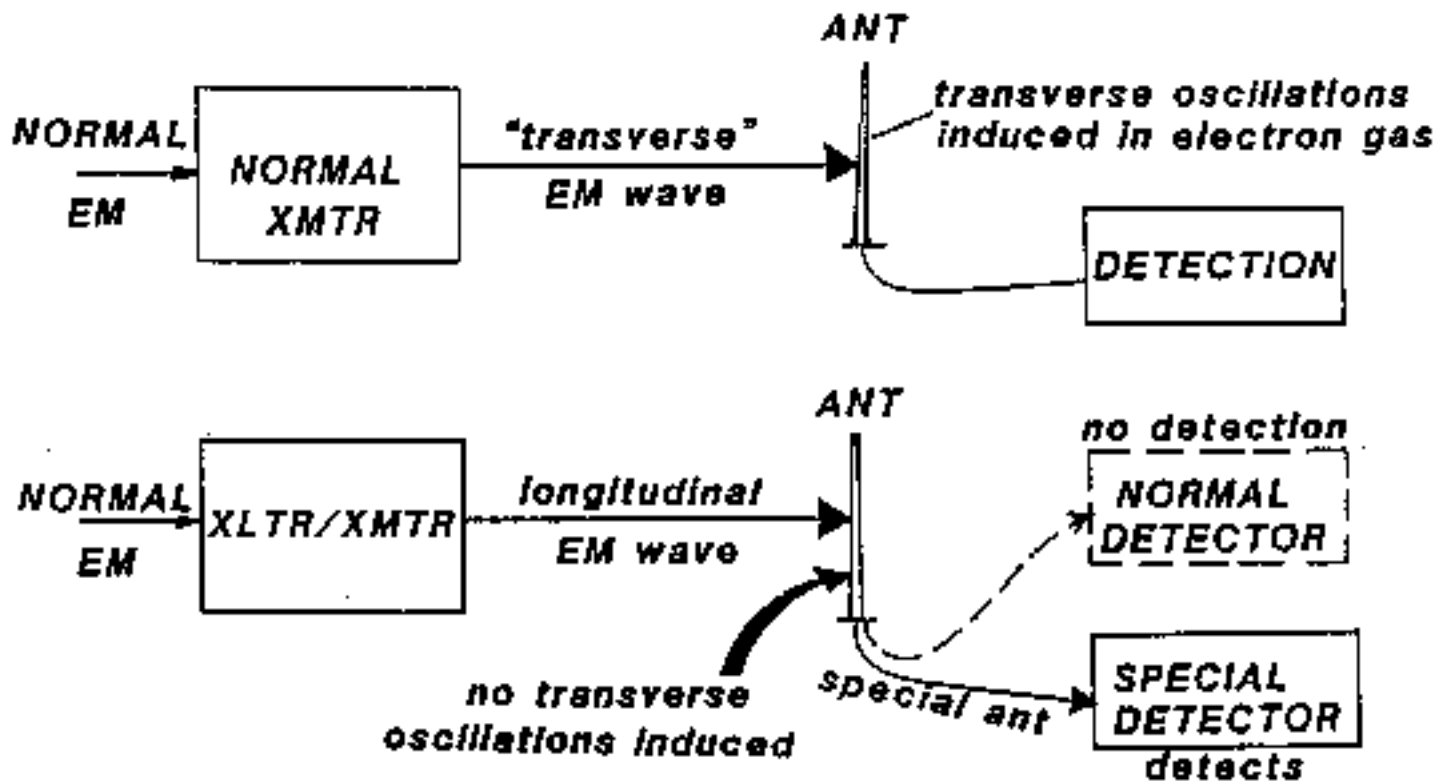 ANT
NORMAL
EM
NORMAL
XMTR
"transverse"
EM wave
transverse oscillations
induced in electron gas
DETECTION
ANT
NORMAL
EM
XLTR/XMTR
longitudinal
EM wave
no detection
NORMAL
DETECTOR
no transverse
oscillations induced
special ant
SPECIAL
DETECTOR
detects